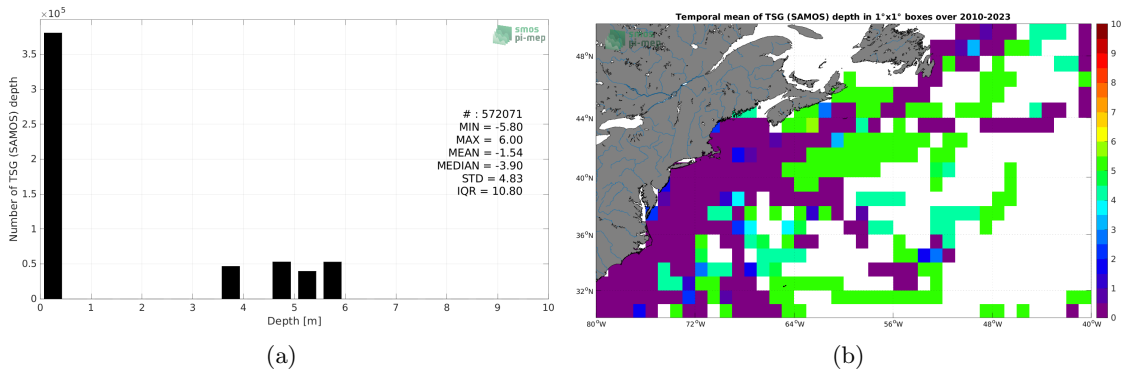 ×10⁵
smos
pi-mep
3.5
3
2.5
2
1.5
1
0.5
0
Number of TSG (SAMOS) depth
# : 572071
MIN = -5.80
MAX = 6.00
MEAN = -1.54
MEDIAN = -3.90
STD = 4.83
IQR = 10.80
0 1 2 3 4 5 6 7 8 9 10
Depth [m]
(a)
Temporal mean of TSG (SAMOS) depth in 1°x1° boxes over 2010-2023
smos
pi-mep
48°N
44°N
40°N
36°N
32°N
80°W 72°W 64°W 56°W 48°W 40°W
10
9
8
7
6
5
4
3
2
1
0
(b)